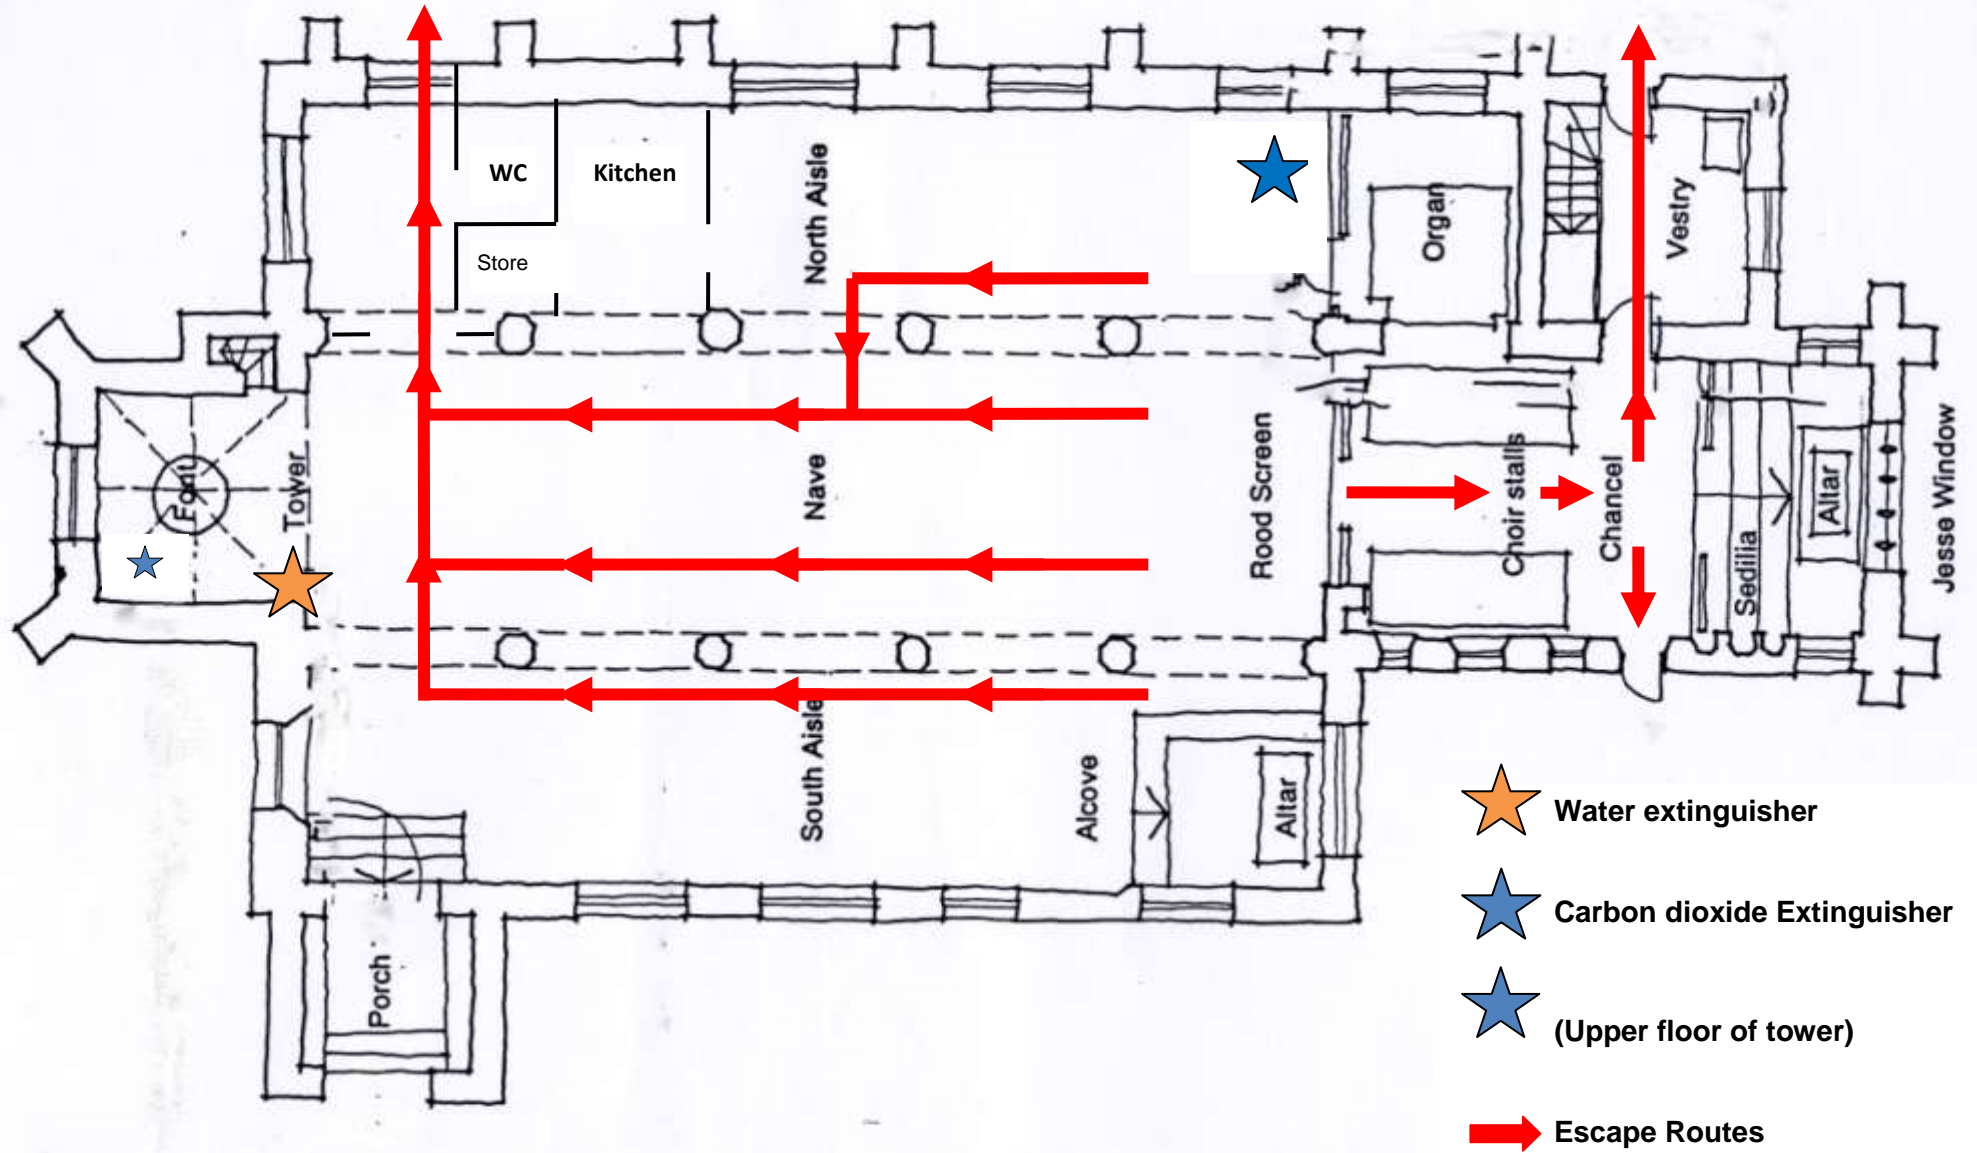 WC
Kitchen
Store
North Aisle
Organ
Vestry
Font
Tower
Nave
Rood Screen
Choir stalls
Chancel
Sedilia
Altar
Jesse Window
South Aisle
Alcove
Altar
Porch
Water extinguisher
Carbon dioxide Extinguisher
(Upper floor of tower)
Escape Routes